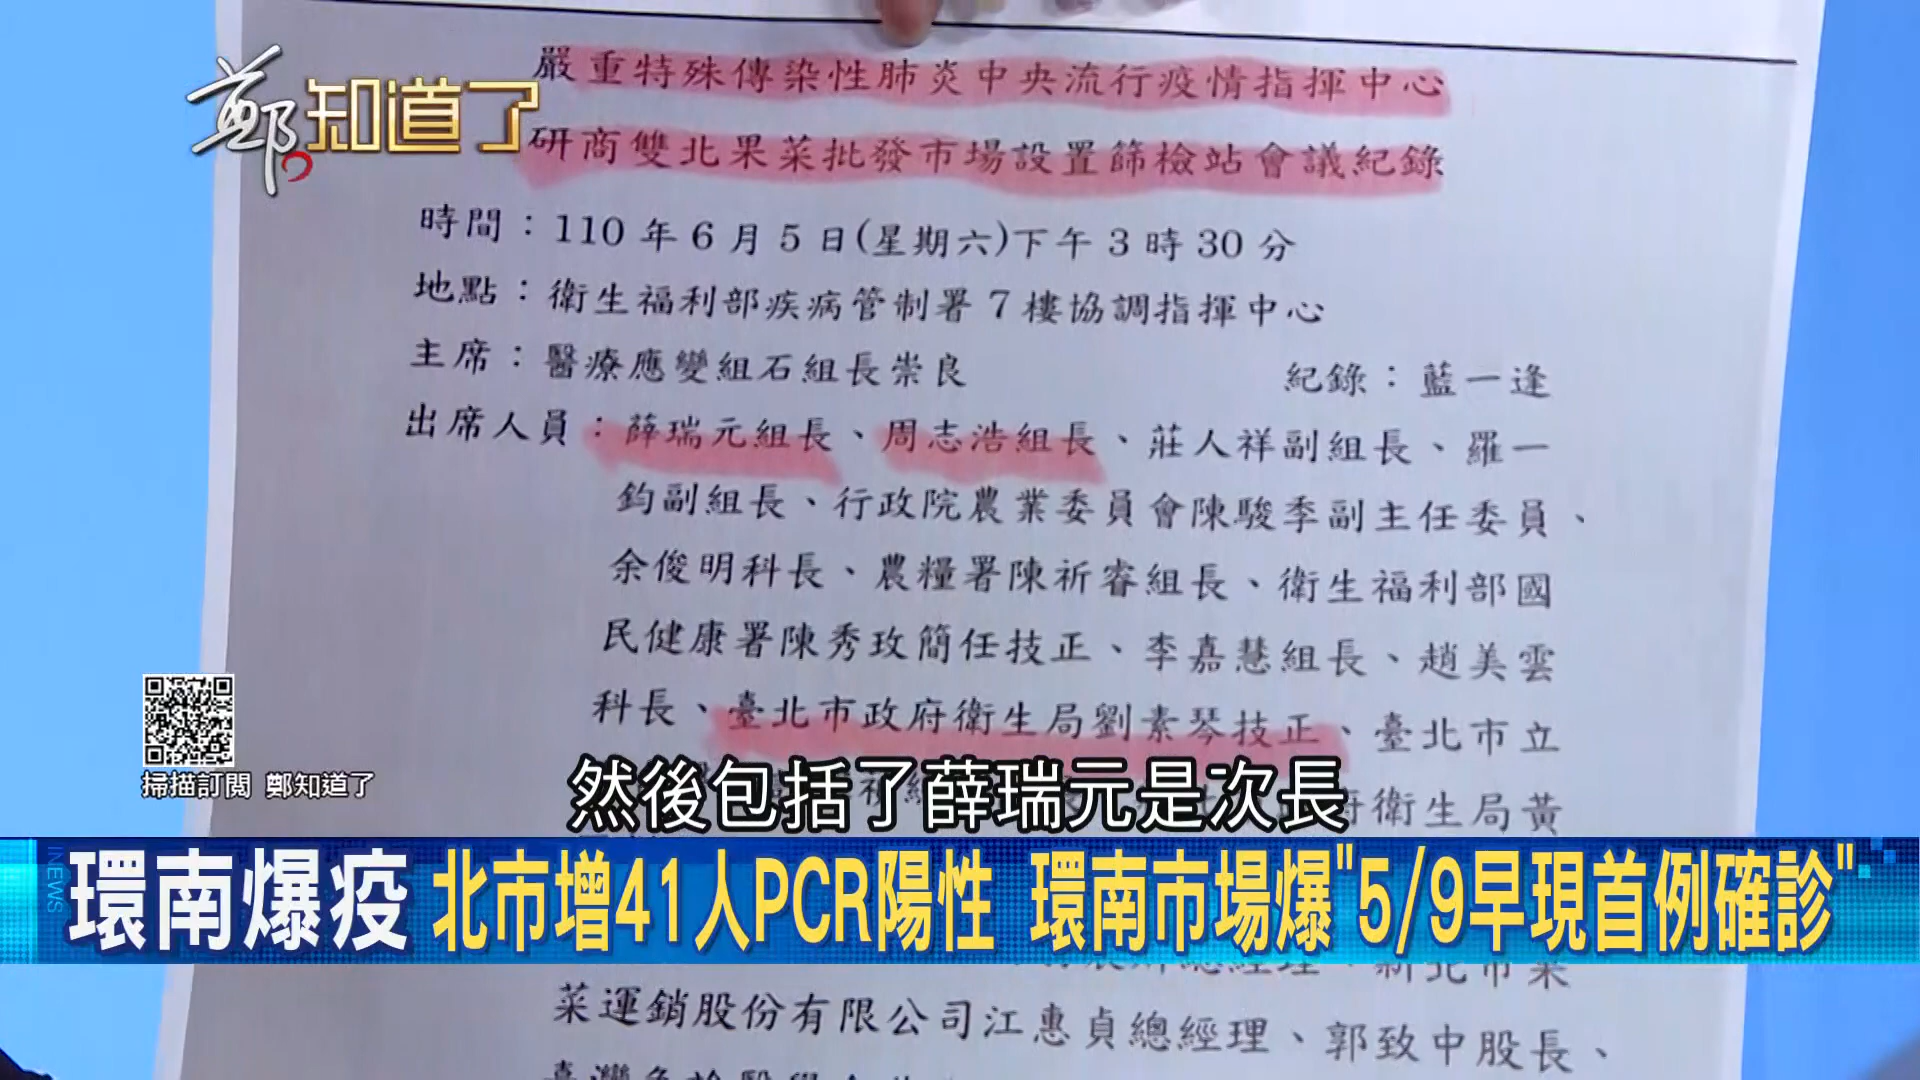 鄭知道了
嚴重特殊傳染性肺炎中央流行疫情指揮中心
研商雙北果菜批發市場設置篩檢站會議紀錄
時間：110年6月5日(星期六)下午3時30分
地點：衛生福利部疾病管制署7樓協調指揮中心
主席：醫療應變組石組長崇良 紀錄：藍一逢
出席人員：薛瑞元組長、周志浩組長、莊人祥副組長、羅一
鈞副組長、行政院農業委員會陳駿季副主任委員、
余俊明科長、農糧署陳祈睿組長、衛生福利部國
民健康署陳秀玫簡任技正、李嘉慧組長、趙美雲
科長、臺北市政府衛生局劉素琴技正、臺北市立
府衛生局黃
掃描訂閱 鄭知道了
然後包括了薛瑞元是次長
NEWS
環南爆疫 北市增41人PCR陽性 環南市場爆"5/9早現首例確診"
總經理、新北市果
菜運銷股份有限公司江惠貞總經理、郭致中股長、